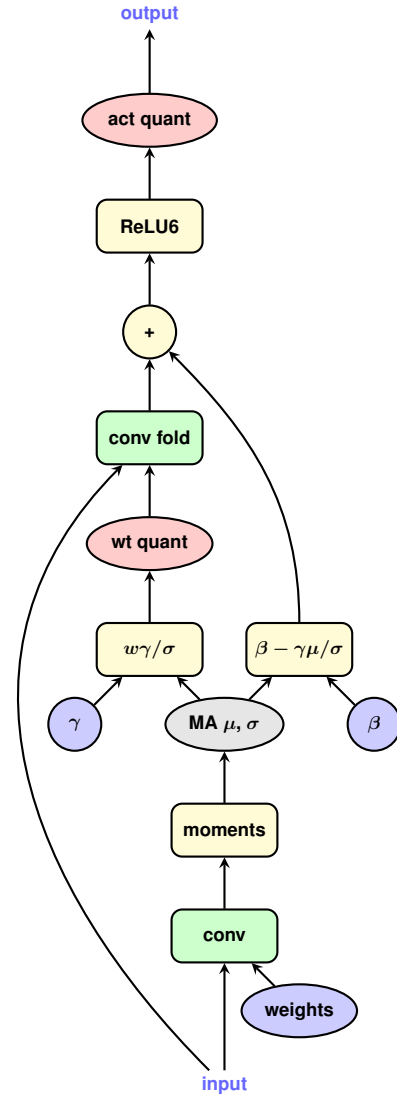 output
act quant
ReLU6
+
conv fold
wt quant
wγ/σ
β − γμ/σ
γ
MA μ, σ
β
moments
conv
weights
input